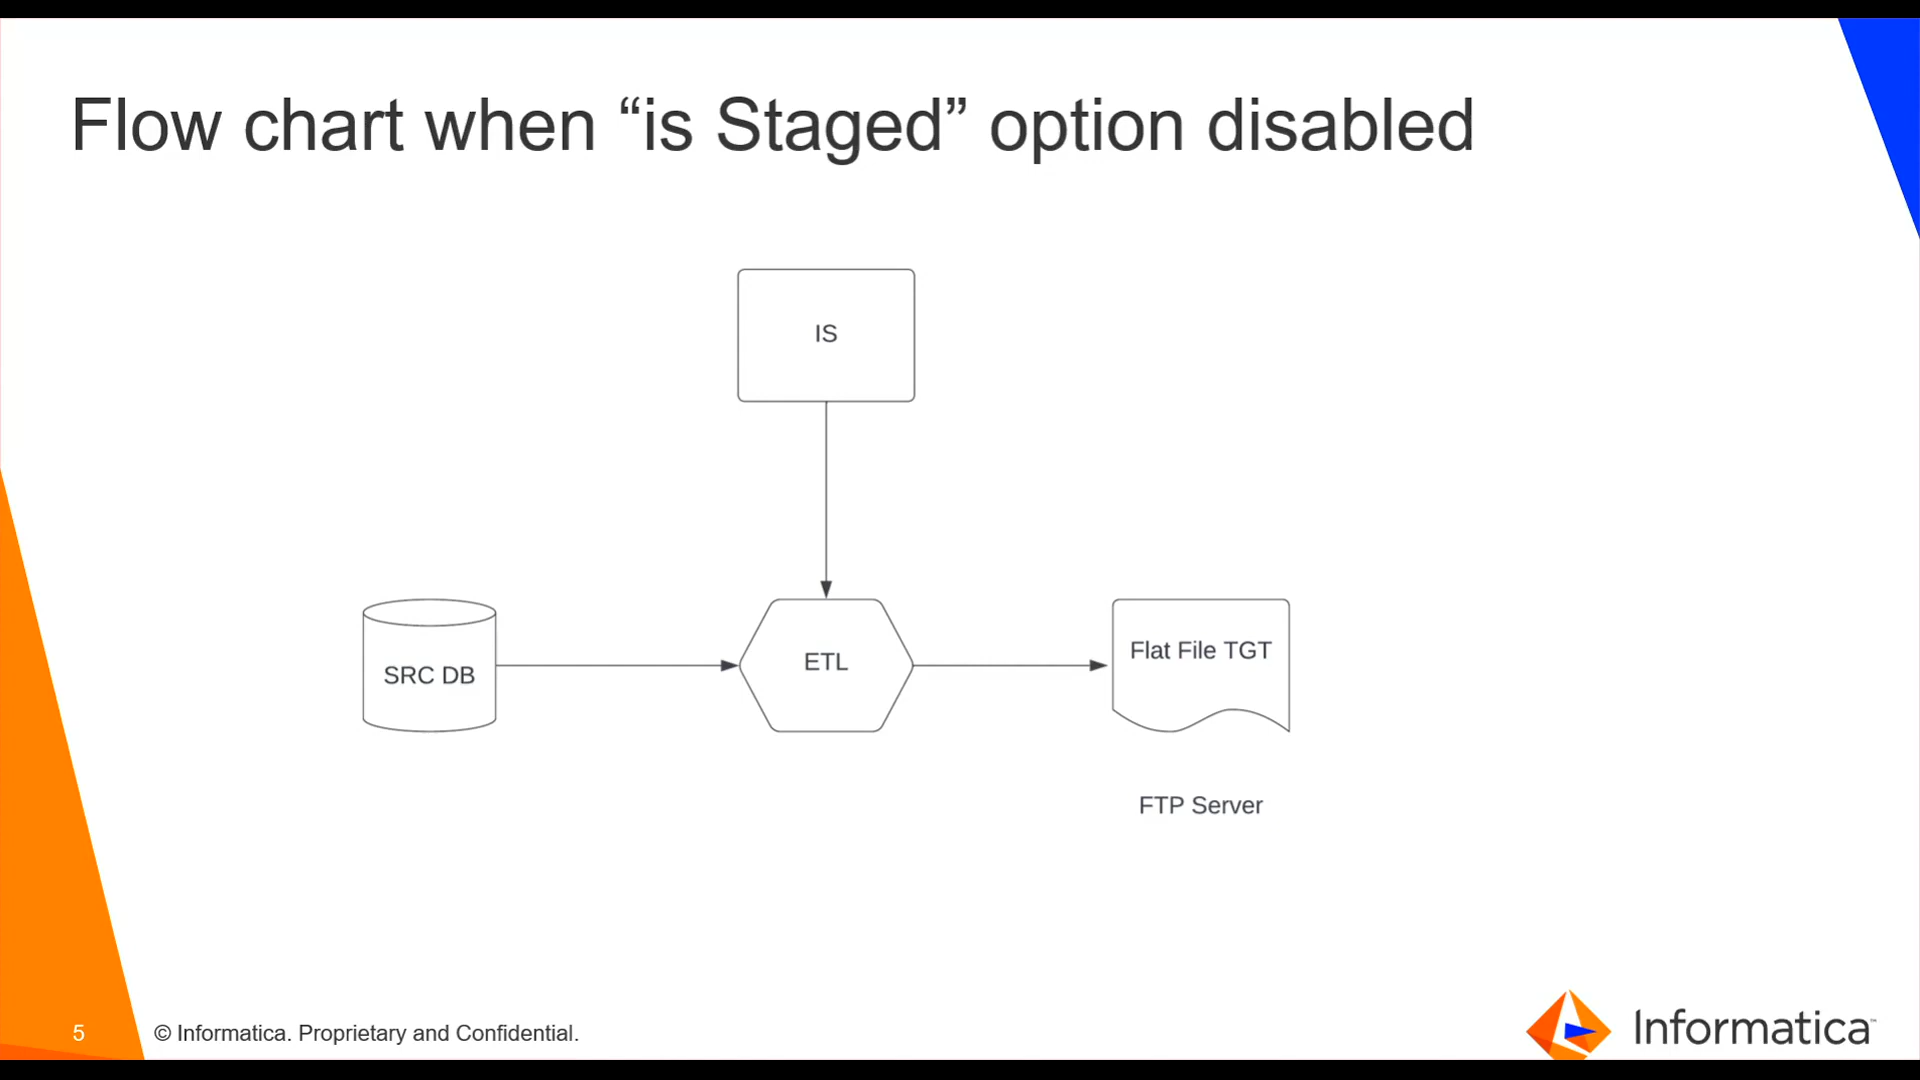 Flow chart when “is Staged” option disabled
IS
SRC DB
ETL
Flat File TGT
FTP Server
5
© Informatica. Proprietary and Confidential.
Informatica™